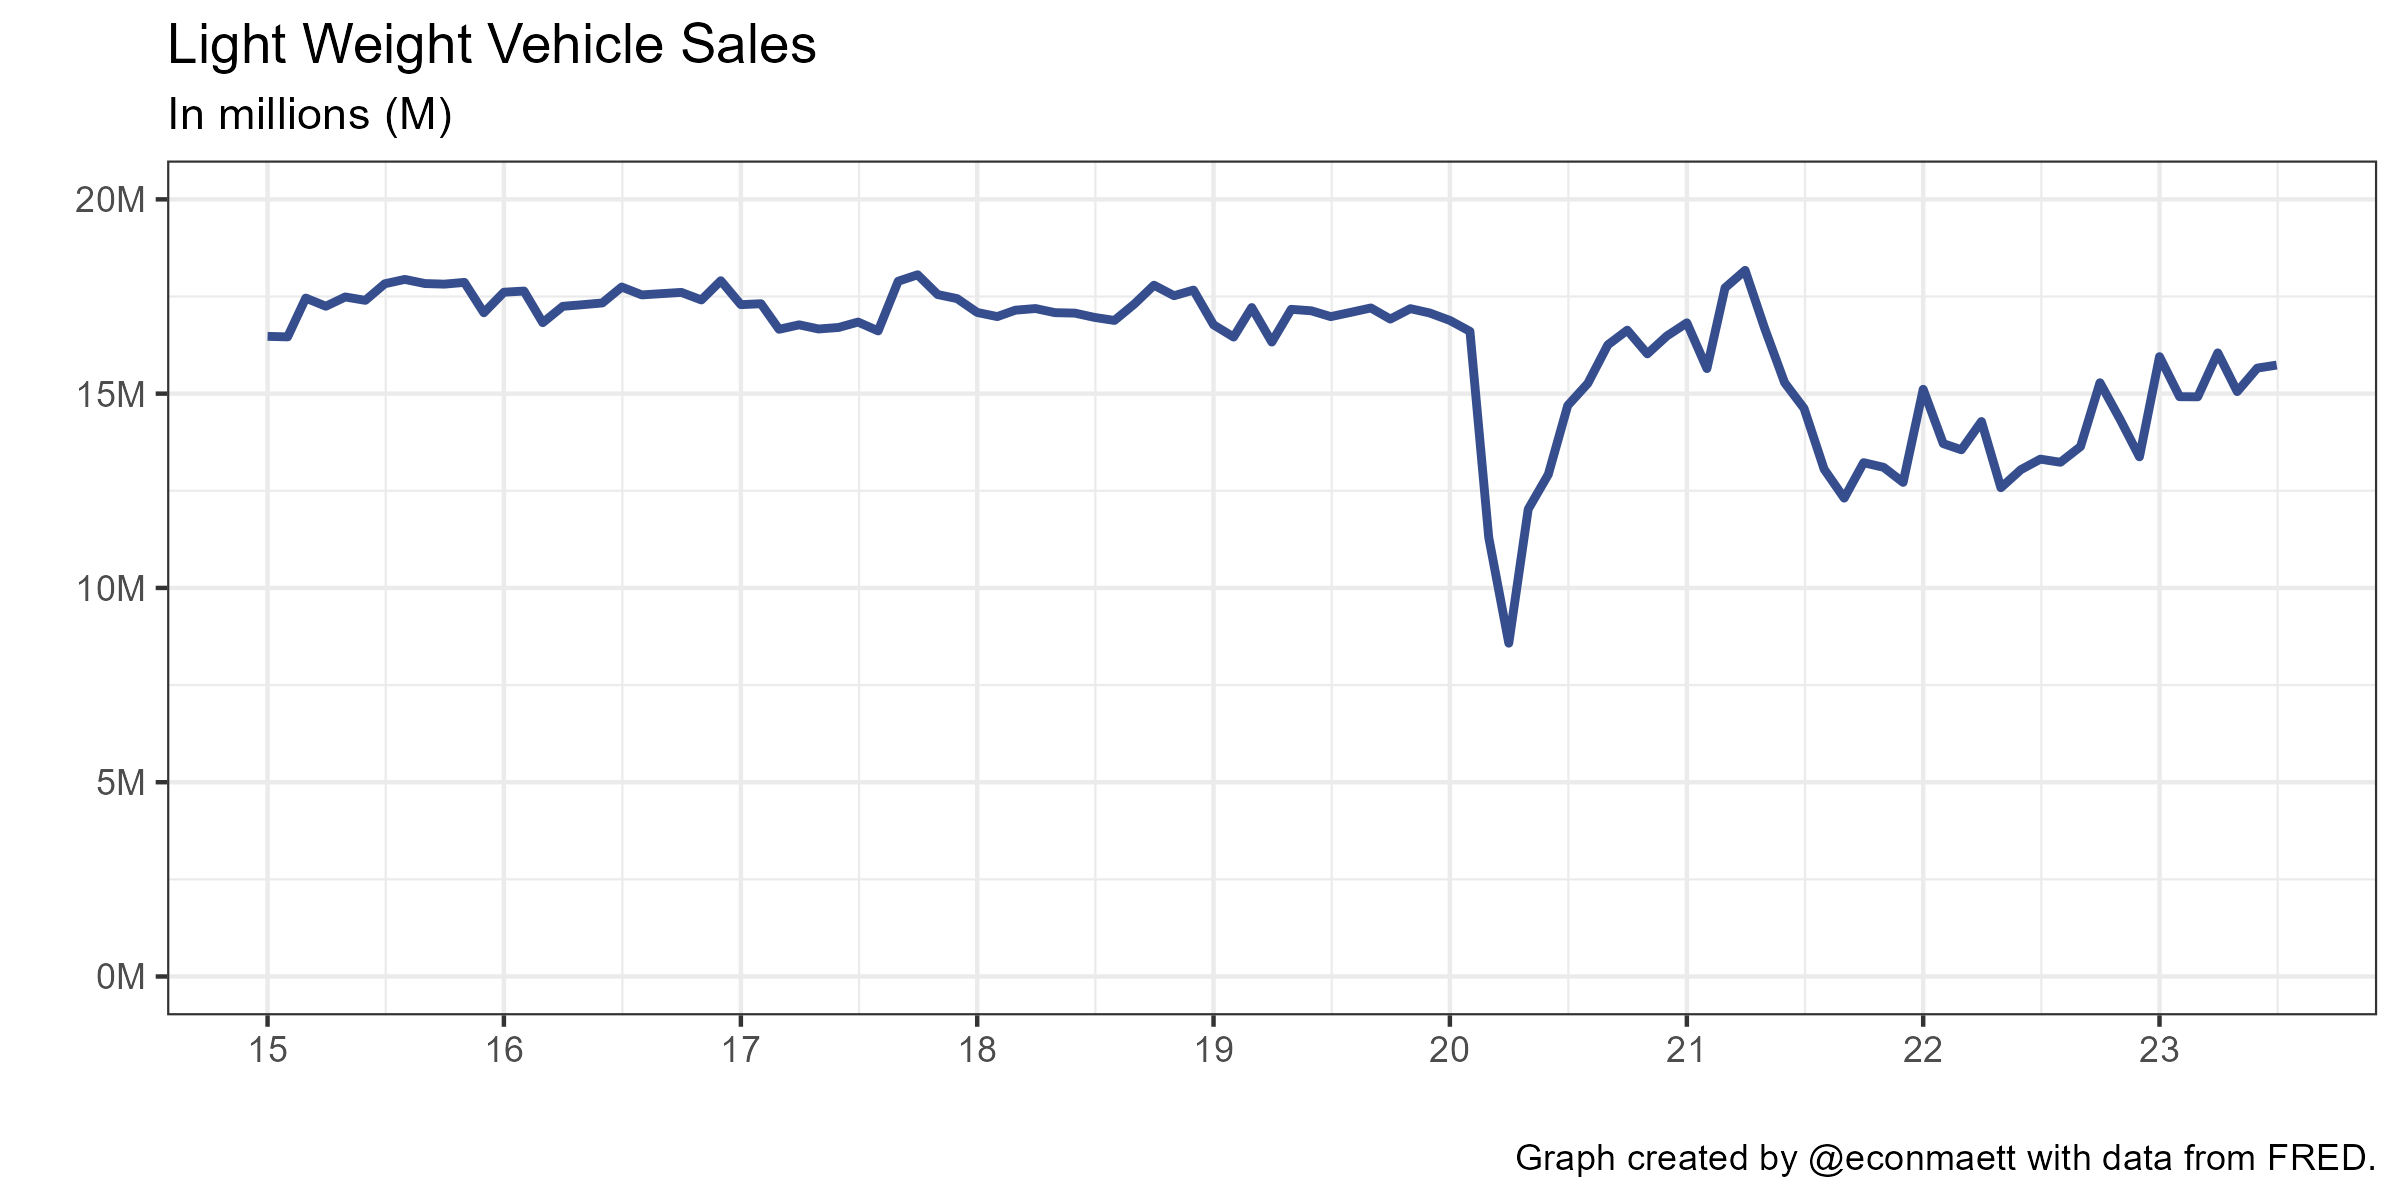 Light Weight Vehicle Sales
In millions (M)
20M
15M
10M
5M
0M
15 16 17 18 19 20 21 22 23
Graph created by @econmaett with data from FRED.